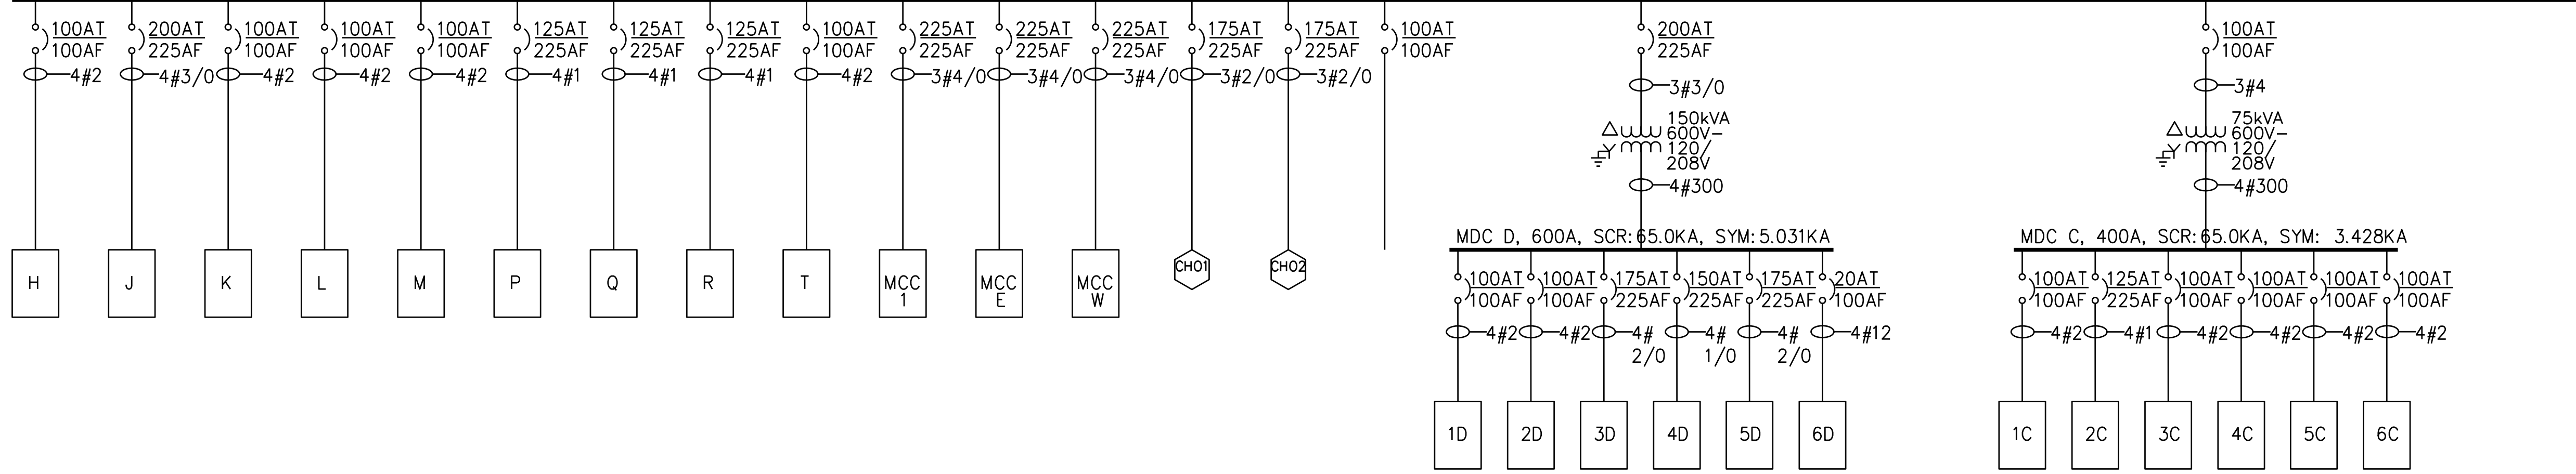 100AT 200AT 100AT 100AT 100AT 125AT 125AT 125AT 100AT 225AT 225AT 225AT 175AT 175AT 100AT 200AT 100AT
100AF 225AF 100AF 100AF 100AF 225AF 225AF 225AF 100AF 225AF 225AF 225AF 225AF 225AF 100AF 225AF 100AF
4#2 4#3/0 4#2 4#2 4#2 4#1 4#1 4#1 4#2 3#4/0 3#4/0 3#4/0 3#2/0 3#2/0 3#3/0 3#4
150kVA 75kVA
600V- 600V-
120/ 120/
208V 208V
4#300 4#300
MDC D, 600A, SCR:65.0KA, SYM:5.031KA MDC C, 400A, SCR:65.0KA, SYM: 3.428KA
H J K L M P Q R T MCC MCC MCC CH01 CH02
1 E W
100AT 100AT 175AT 150AT 175AT 20AT 100AT 125AT 100AT 100AT 100AT 100AT
100AF 100AF 225AF 225AF 225AF 100AF 100AF 225AF 100AF 100AF 100AF 100AF
4#2 4#2 4# 4# 4# 4#12 4#2 4#1 4#2 4#2 4#2 4#2
2/0 1/0 2/0
1D 2D 3D 4D 5D 6D 1C 2C 3C 4C 5C 6C